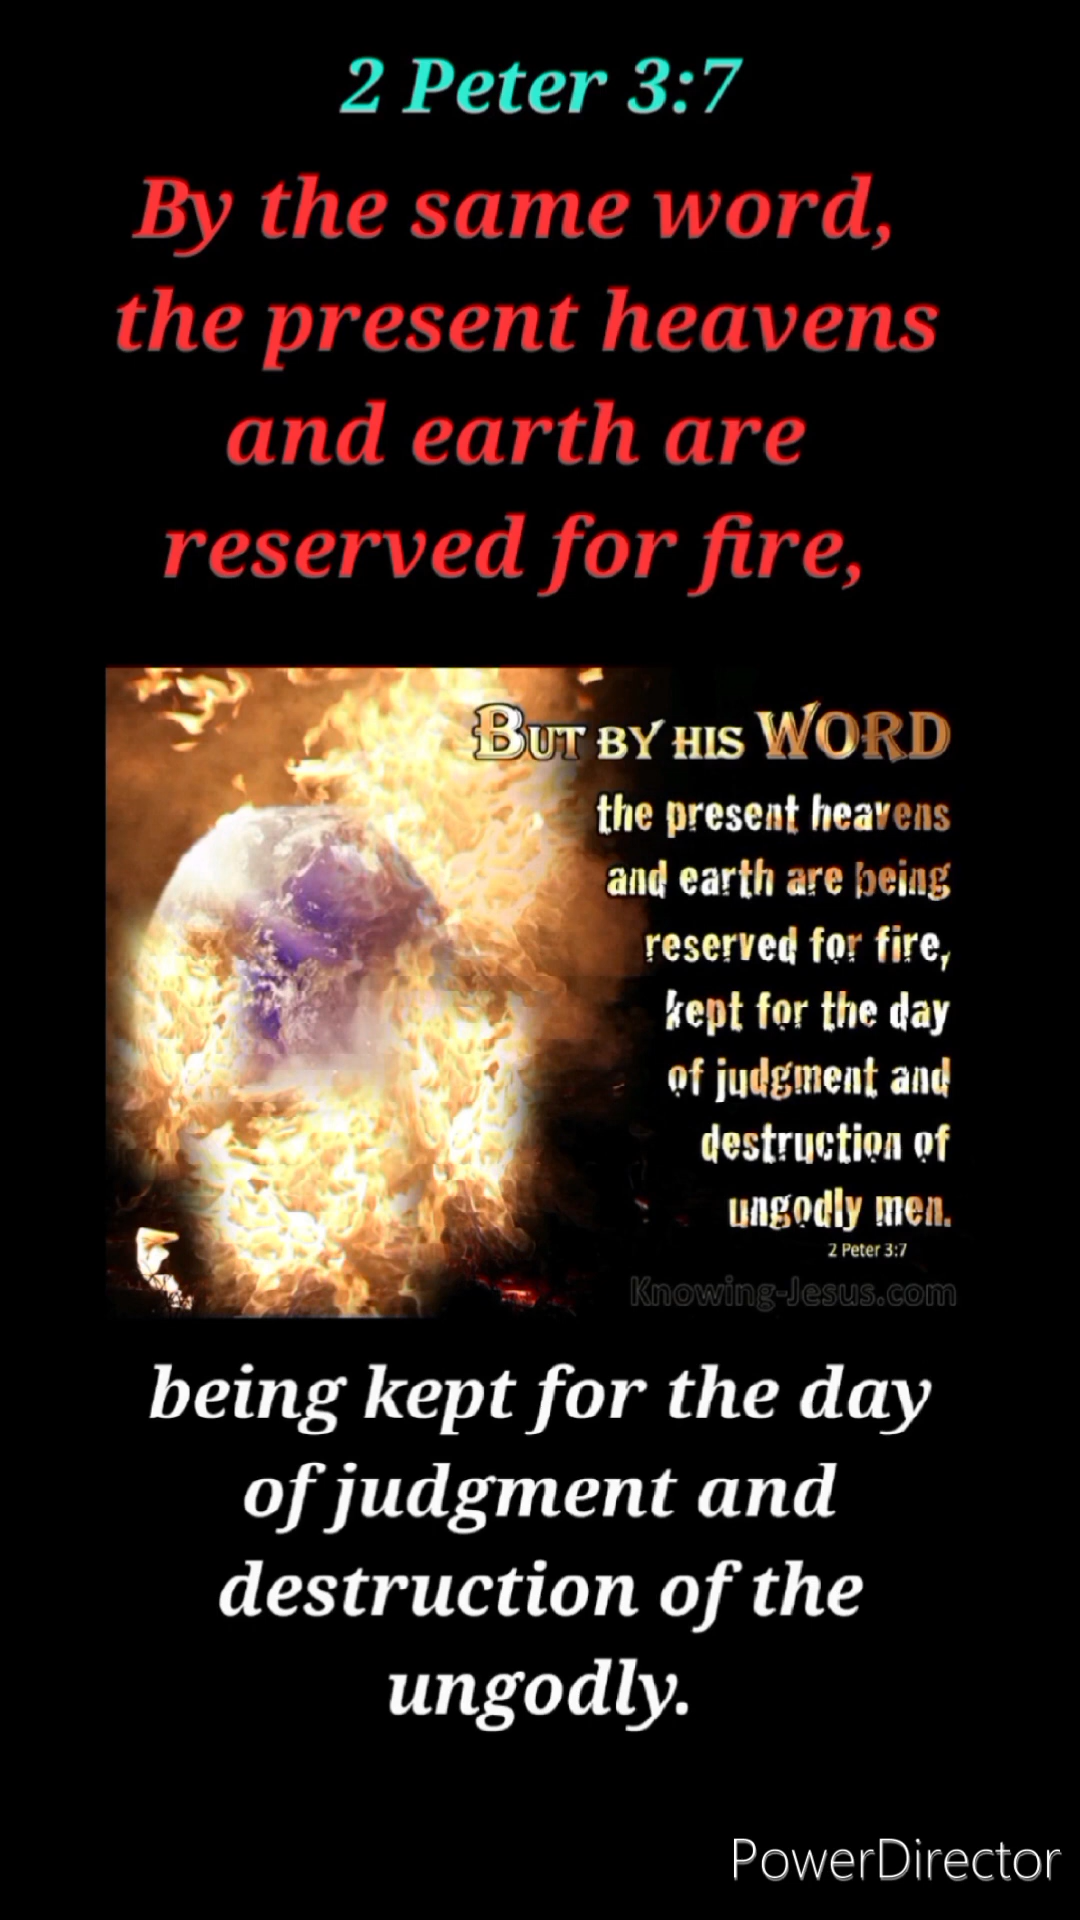 2 Peter 3:7
By the same word,
the present heavens
and earth are
reserved for fire,
BUT BY HIS WORD
the present heavens
and earth are being
reserved for fire,
kept for the day
of judgment and
destruction of
ungodly men.
2 Peter 3:7
Knowing-Jesus.com
being kept for the day
of judgment and
destruction of the
ungodly.
PowerDirector